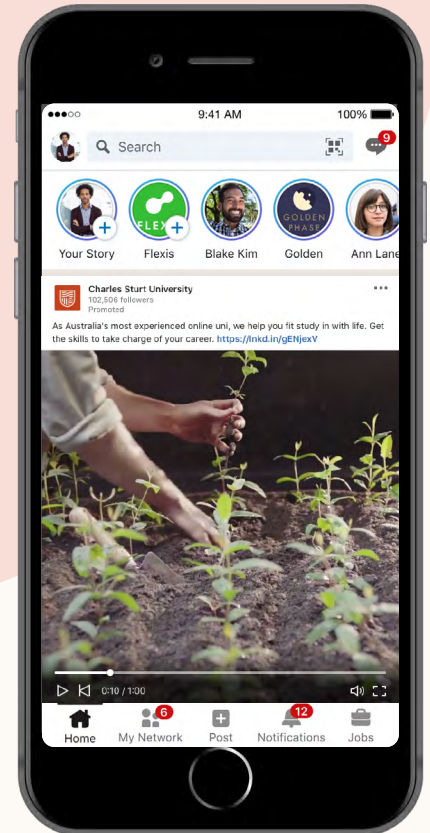 9:41 AM
100%
9
Search
FLEXIS
GOLDEN
PHASE
Your Story
Flexis
Blake Kim
Golden
Ann Lane
Charles Sturt University
102,506 followers
Promoted
As Australia's most experienced online uni, we help you fit study in with life. Get
the skills to take charge of your career. https://lnkd.in/gENjexV
0:10 / 1:00
6
12
Home
My Network
Post
Notifications
Jobs